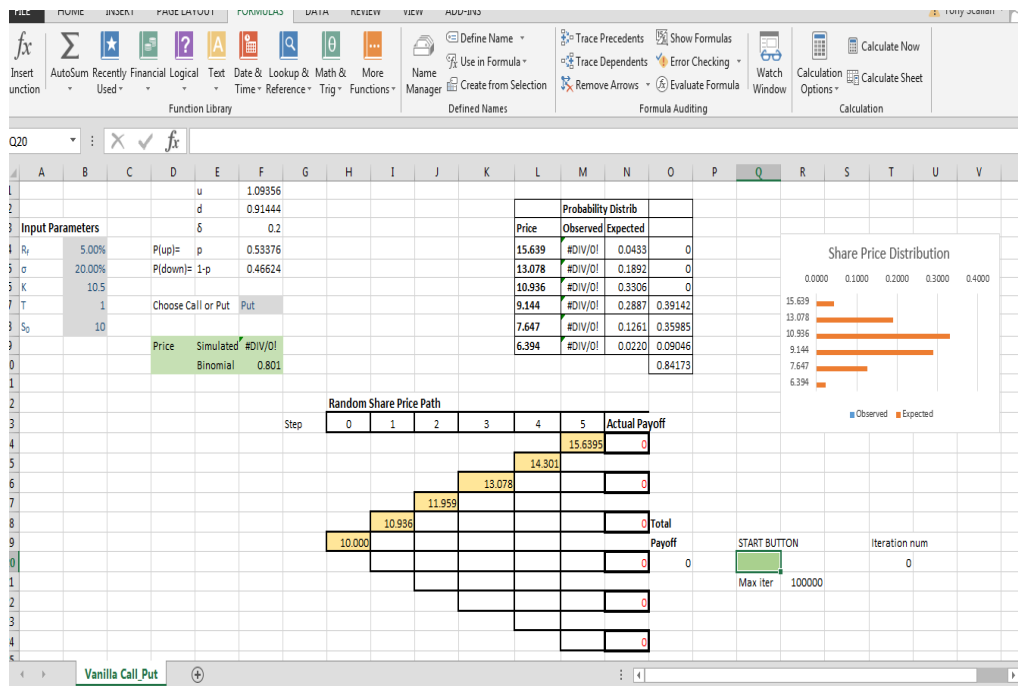 FILE HOME INSERT PAGE LAYOUT FORMULAS DATA REVIEW VIEW ADD-INS Tony Scallan
fx Insert AutoSum Recently Used Financial Logical Text Date & Time Lookup & Reference Math & Trig More Functions
Function Library
Name Manager Define Name Use in Formula Create from Selection
Defined Names
Trace Precedents Trace Dependents Remove Arrows Show Formulas Error Checking Evaluate Formula Watch Window
Formula Auditing
Calculation Options Calculate Now Calculate Sheet
Calculation
Q20 fx
A B C D E F G H I J K L M N O P Q R S T U V
u 1.09356
d 0.91444
Probability Distrib
Input Parameters δ 0.2
Price Observed Expected
Rf 5.00% P(up)= p 0.53376
15.639 #DIV/0! 0.0433 0
σ 20.00% P(down)= 1-p 0.46624
13.078 #DIV/0! 0.1892 0
K 10.5
10.936 #DIV/0! 0.3306 0
T 1 Choose Call or Put Put
9.144 #DIV/0! 0.2887 0.39142
S0 10
7.647 #DIV/0! 0.1261 0.35985
Price Simulated #DIV/0!
6.394 #DIV/0! 0.0220 0.09046
Binomial 0.801
0.84173
Share Price Distribution
0.0000 0.1000 0.2000 0.3000 0.4000
15.639
13.078
10.936
9.144
7.647
6.394
Observed Expected
Random Share Price Path
Step 0 1 2 3 4 5 Actual Payoff
15.6395 0
14.301
13.078 0
11.959
10.936 0 Total
10.000 Payoff START BUTTON Iteration num
0 0 0
Max iter 100000
0
0
Vanilla Call_Put